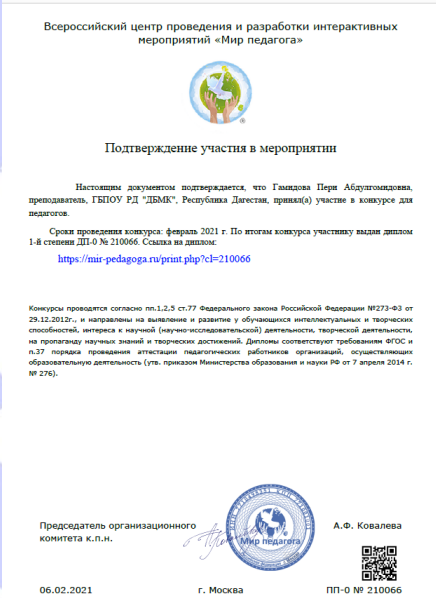 Всероссийский центр проведения и разработки интерактивных
мероприятий «Мир педагога»
Подтверждение участия в мероприятии
Настоящим документом подтверждается, что Гамидова Пери Абдулгомидовна,
преподаватель, ГБПОУ РД "ДБМК", Республика Дагестан, принял(а) участие в конкурсе для
педагогов.
Сроки проведения конкурса: февраль 2021 г. По итогам конкурса участнику выдан диплом
1-й степени ДП-0 № 210066. Ссылка на диплом:
https://mir-pedagoga.ru/print.php?cl=210066
Конкурсы проводятся согласно пп.1,2,5 ст.77 Федерального закона Российской Федерации №273-ФЗ от
29.12.2012г., и направлены на выявление и развитие у обучающихся интеллектуальных и творческих
способностей, интереса к научной (научно-исследовательской) деятельности, творческой деятельности,
на пропаганду научных знаний и творческих достижений. Дипломы соответствуют требованиям ФГОС и
п.37 порядка проведения аттестации педагогических работников организаций, осуществляющих
образовательную деятельность (утв. приказом Министерства образования и науки РФ от 7 апреля 2014 г.
№ 276).
Председатель организационного
комитета к.п.н.
Мир педагога
А.Ф. Ковалева
06.02.2021 г. Москва ПП-0 № 210066